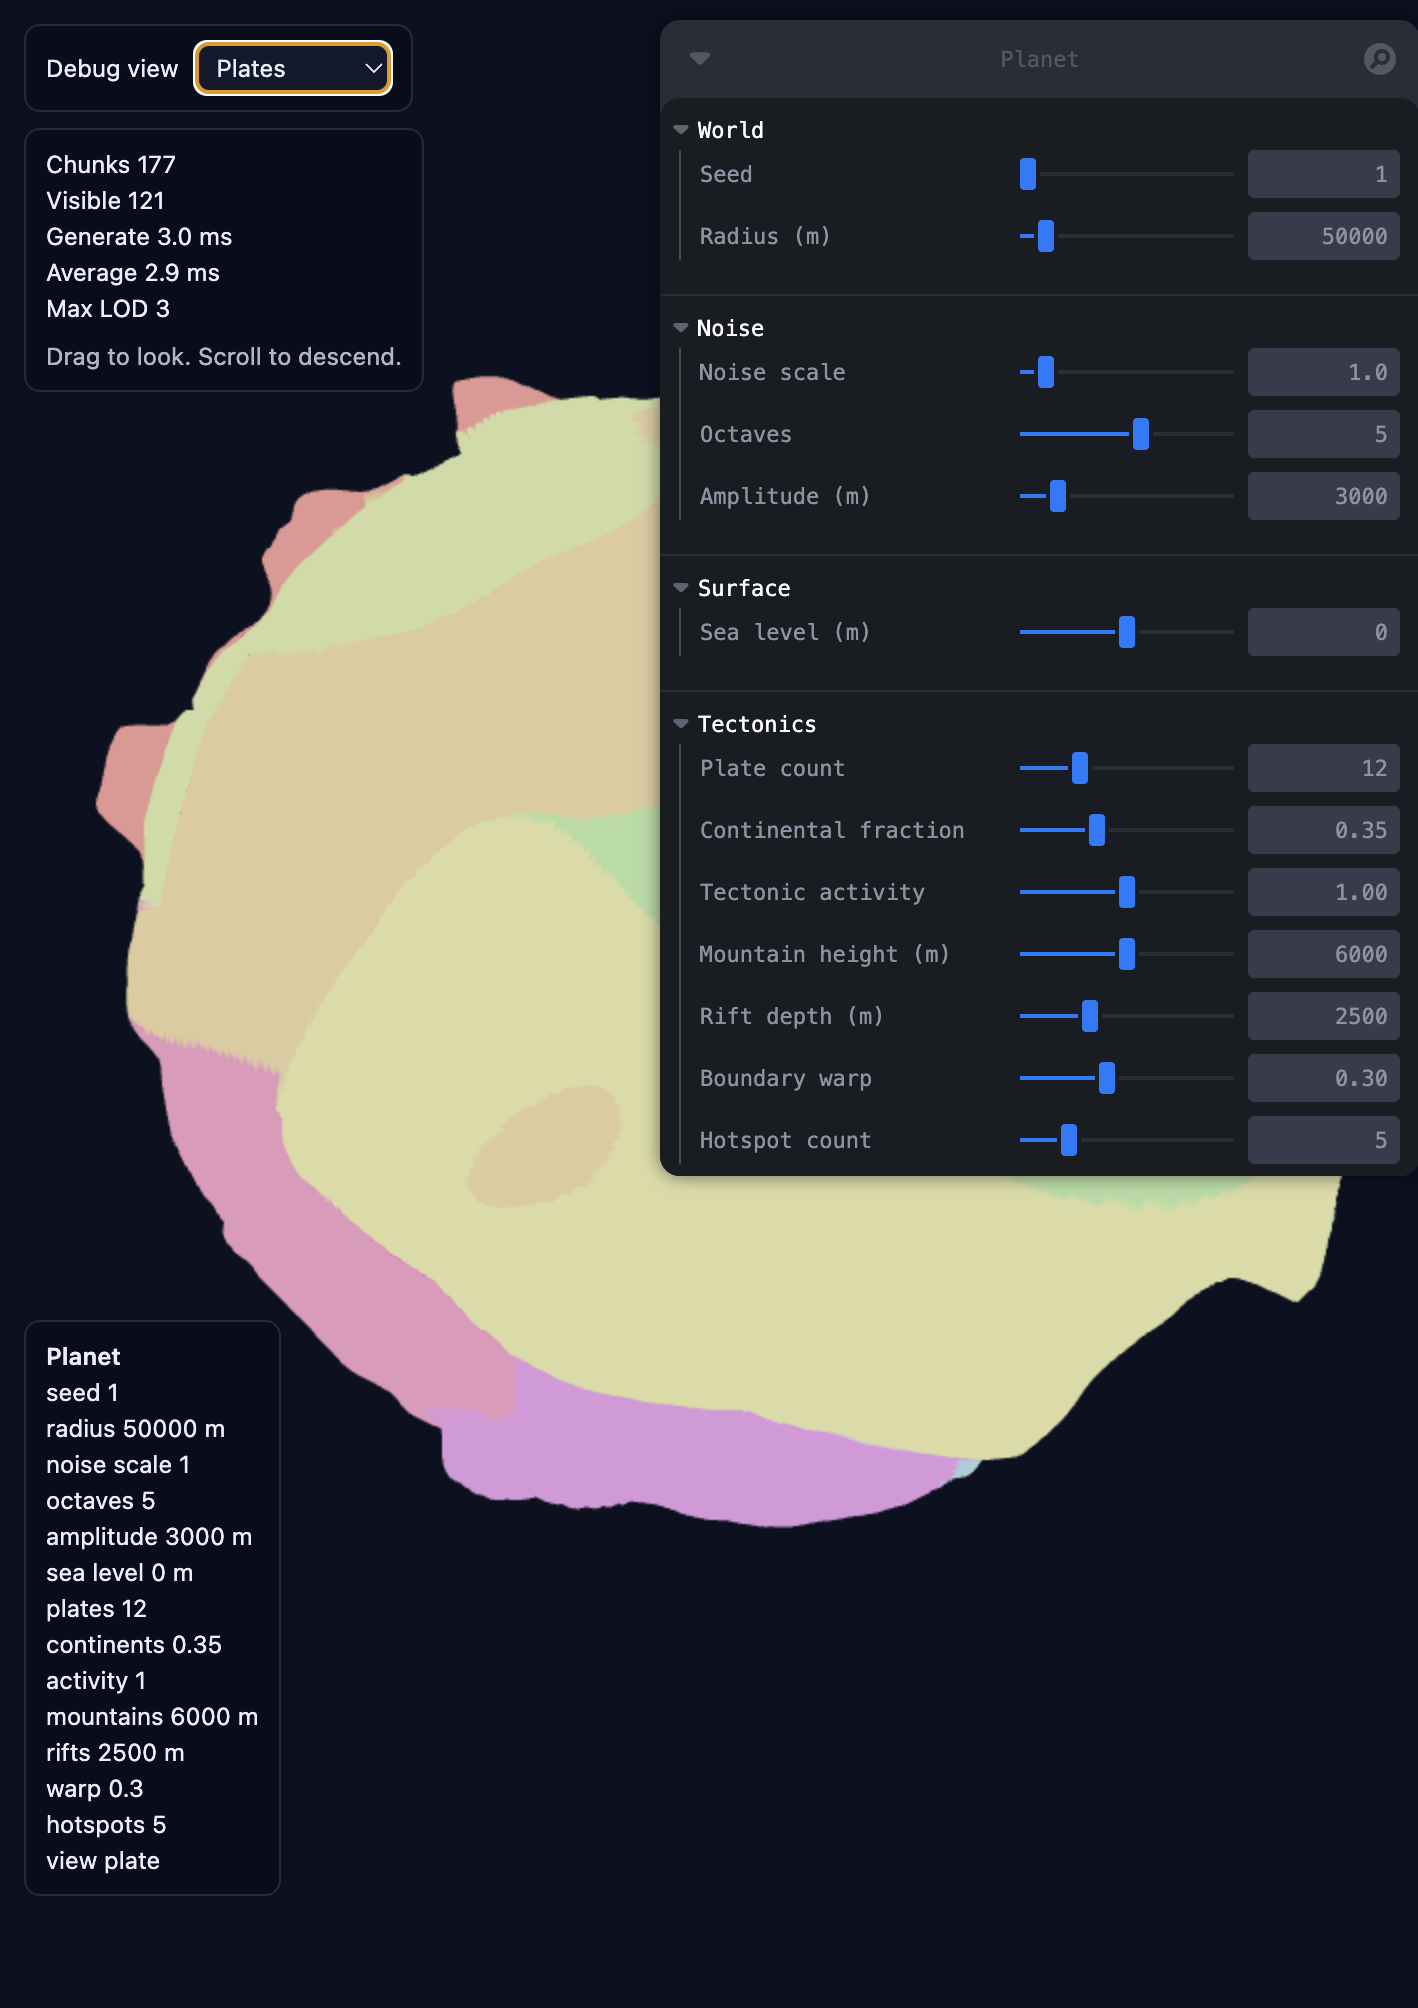 Debug view Plates
Chunks 177
Visible 121
Generate 3.0 ms
Average 2.9 ms
Max LOD 3
Drag to look. Scroll to descend.
Planet
World
Seed 1
Radius (m) 50000
Noise
Noise scale 1.0
Octaves 5
Amplitude (m) 3000
Surface
Sea level (m) 0
Tectonics
Plate count 12
Continental fraction 0.35
Tectonic activity 1.00
Mountain height (m) 6000
Rift depth (m) 2500
Boundary warp 0.30
Hotspot count 5
Planet
seed 1
radius 50000 m
noise scale 1
octaves 5
amplitude 3000 m
sea level 0 m
plates 12
continents 0.35
activity 1
mountains 6000 m
rifts 2500 m
warp 0.3
hotspots 5
view plate